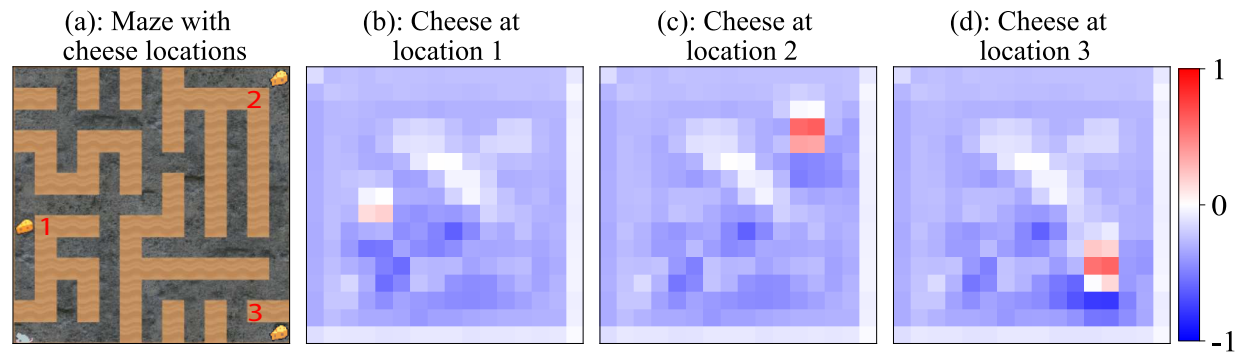 (a): Maze with
cheese locations
(b): Cheese at
location 1
(c): Cheese at
location 2
(d): Cheese at
location 3
2
1
3
1
0
-1